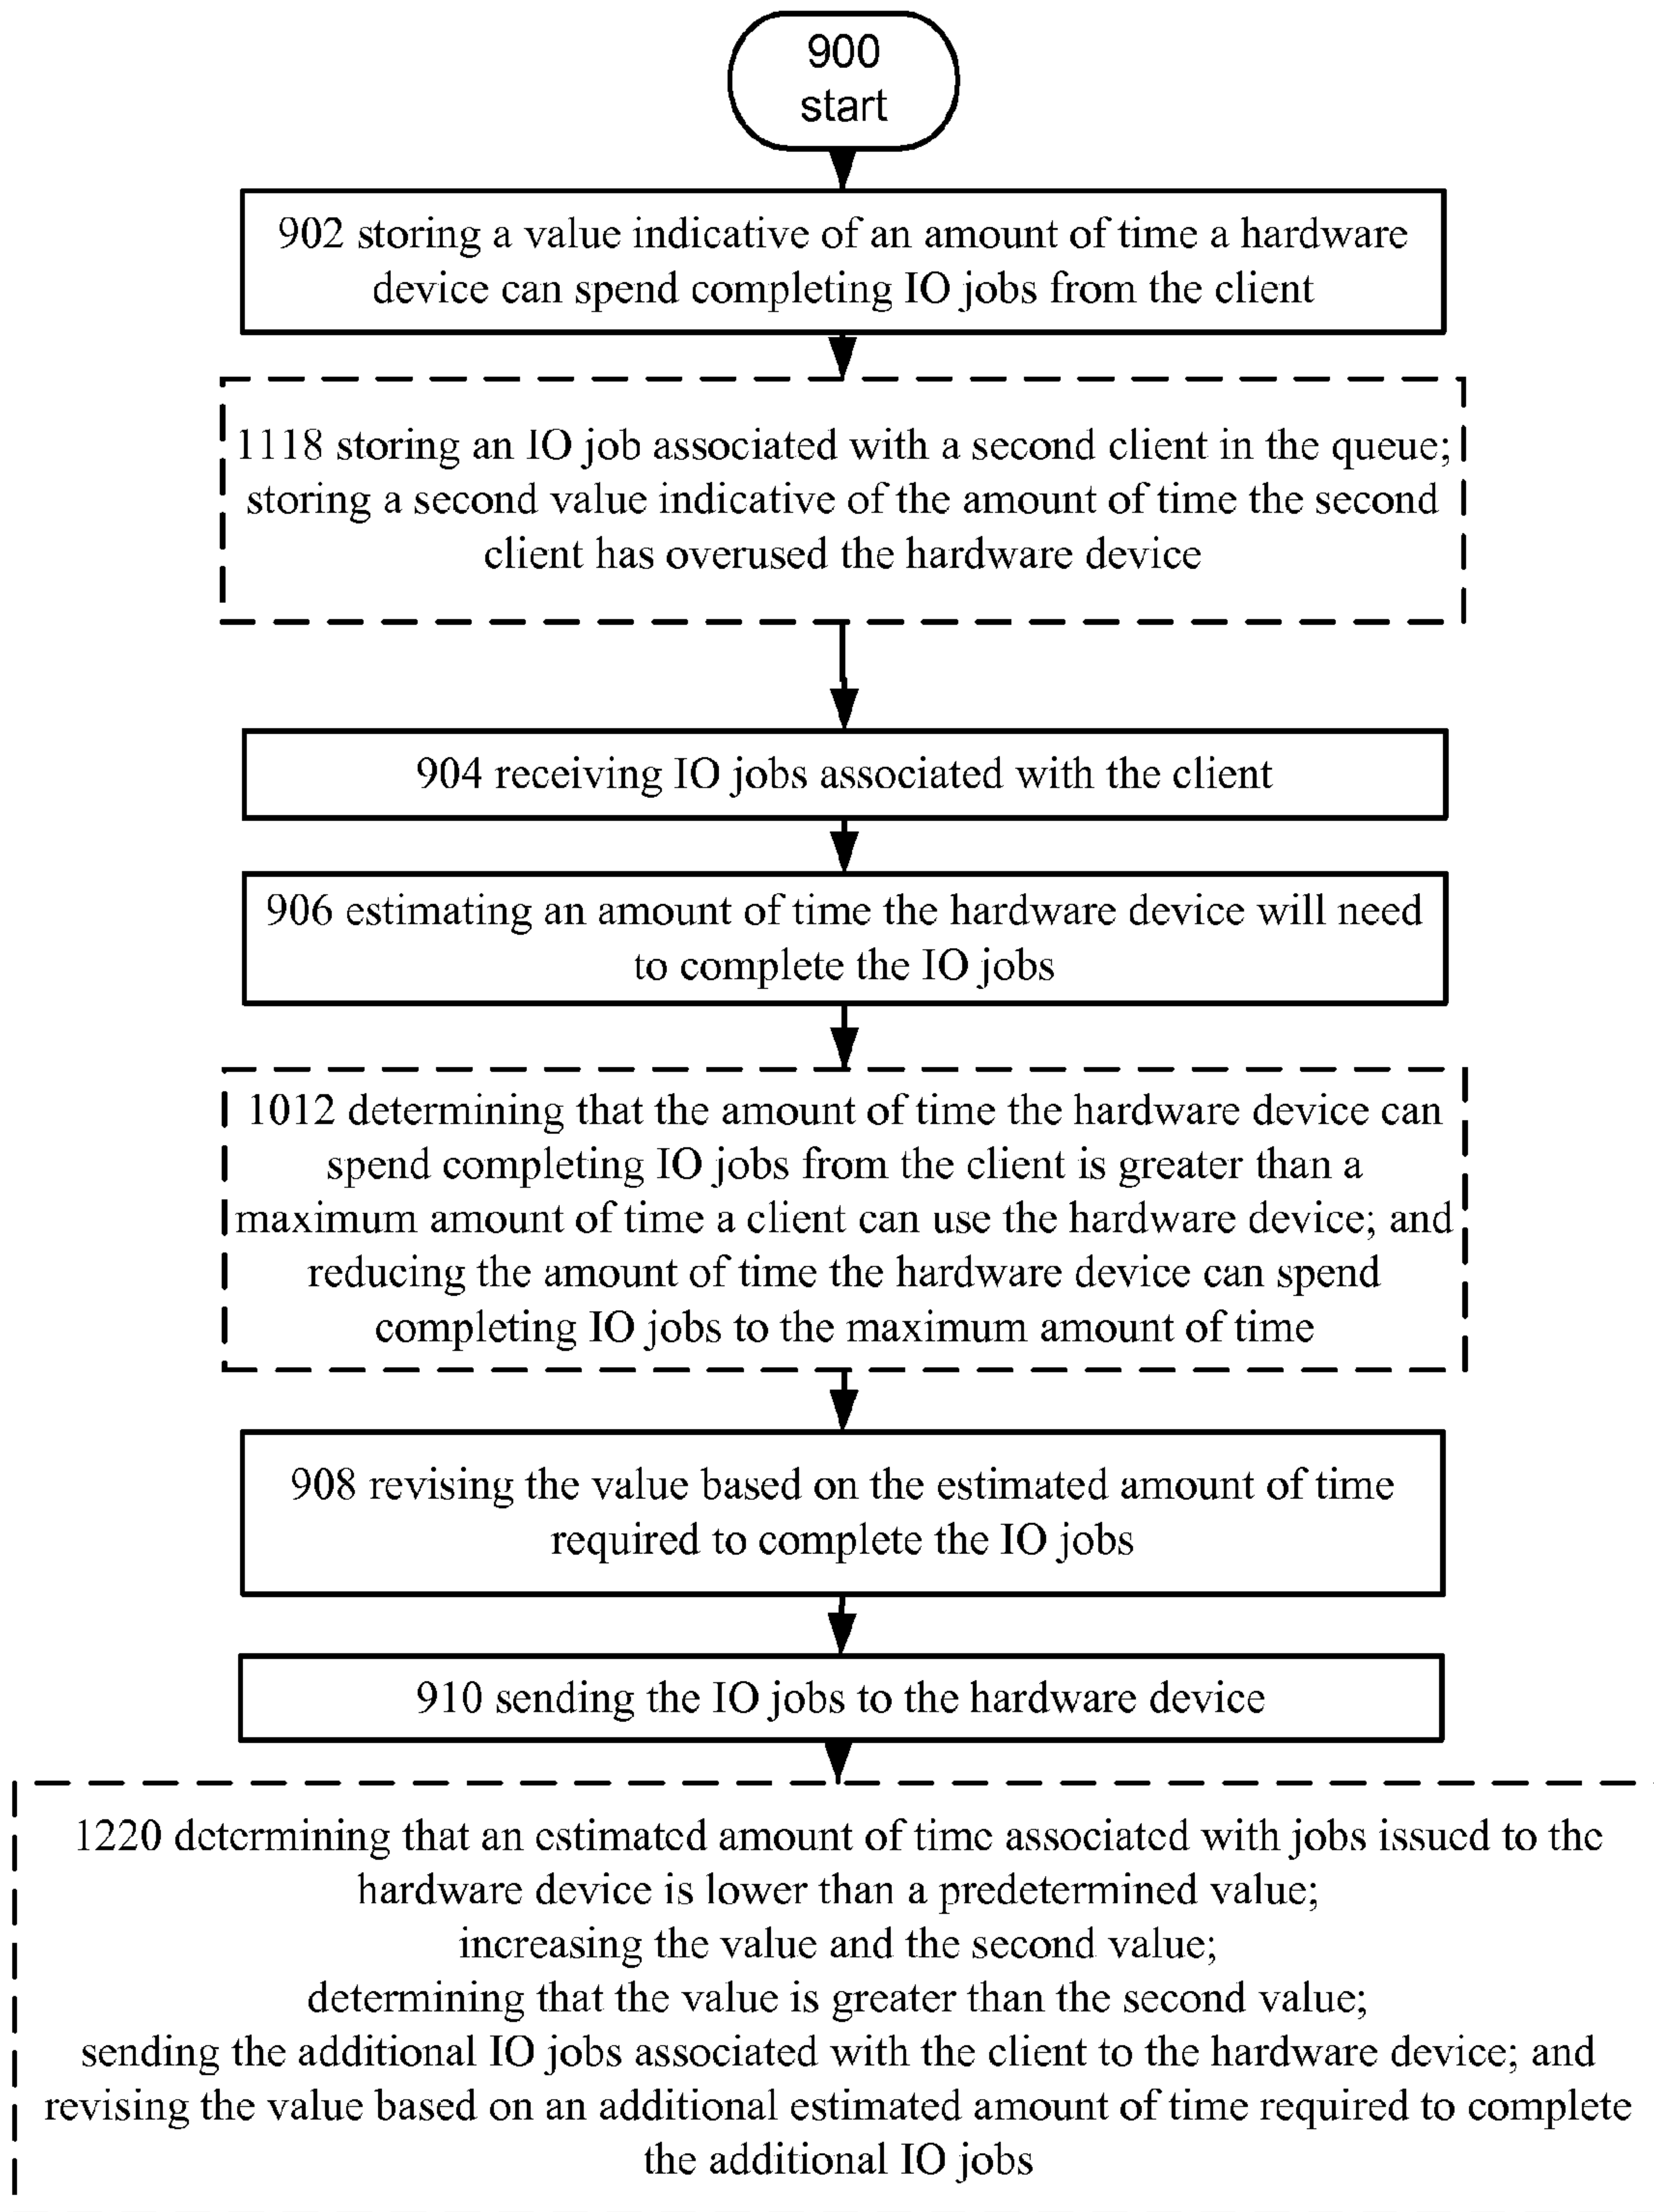 900
start
902 storing a value indicative of an amount of time a hardware
device can spend completing IO jobs from the client
1118 storing an IO job associated with a second client in the queue;
storing a second value indicative of the amount of time the second
client has overused the hardware device
904 receiving IO jobs associated with the client
906 estimating an amount of time the hardware device will need
to complete the IO jobs
1012 determining that the amount of time the hardware device can
spend completing IO jobs from the client is greater than a
maximum amount of time a client can use the hardware device; and
reducing the amount of time the hardware device can spend
completing IO jobs to the maximum amount of time
908 revising the value based on the estimated amount of time
required to complete the IO jobs
910 sending the IO jobs to the hardware device
1220 determining that an estimated amount of time associated with jobs issued to the
hardware device is lower than a predetermined value;
increasing the value and the second value;
determining that the value is greater than the second value;
sending the additional IO jobs associated with the client to the hardware device; and
revising the value based on an additional estimated amount of time required to complete
the additional IO jobs